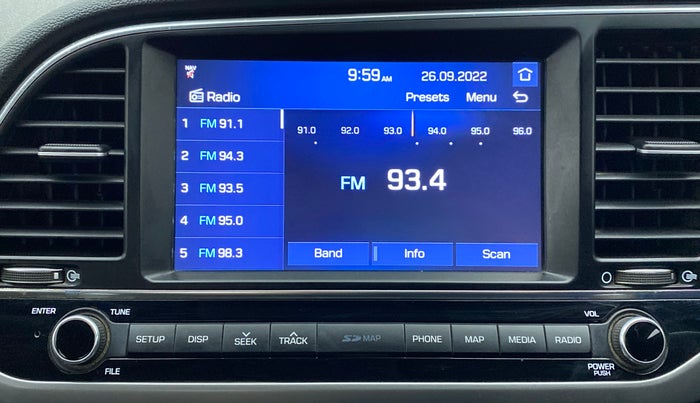 NAV
9:59 AM 26.09.2022
Radio Presets Menu
1 FM 91.1
2 FM 94.3
3 FM 93.5
4 FM 95.0
5 FM 98.3
91.0 92.0 93.0 94.0 95.0 96.0
FM 93.4
Band Info Scan
ENTER TUNE VOL
SETUP DISP SEEK TRACK SD MAP PHONE MAP MEDIA RADIO
FILE POWER
PUSH